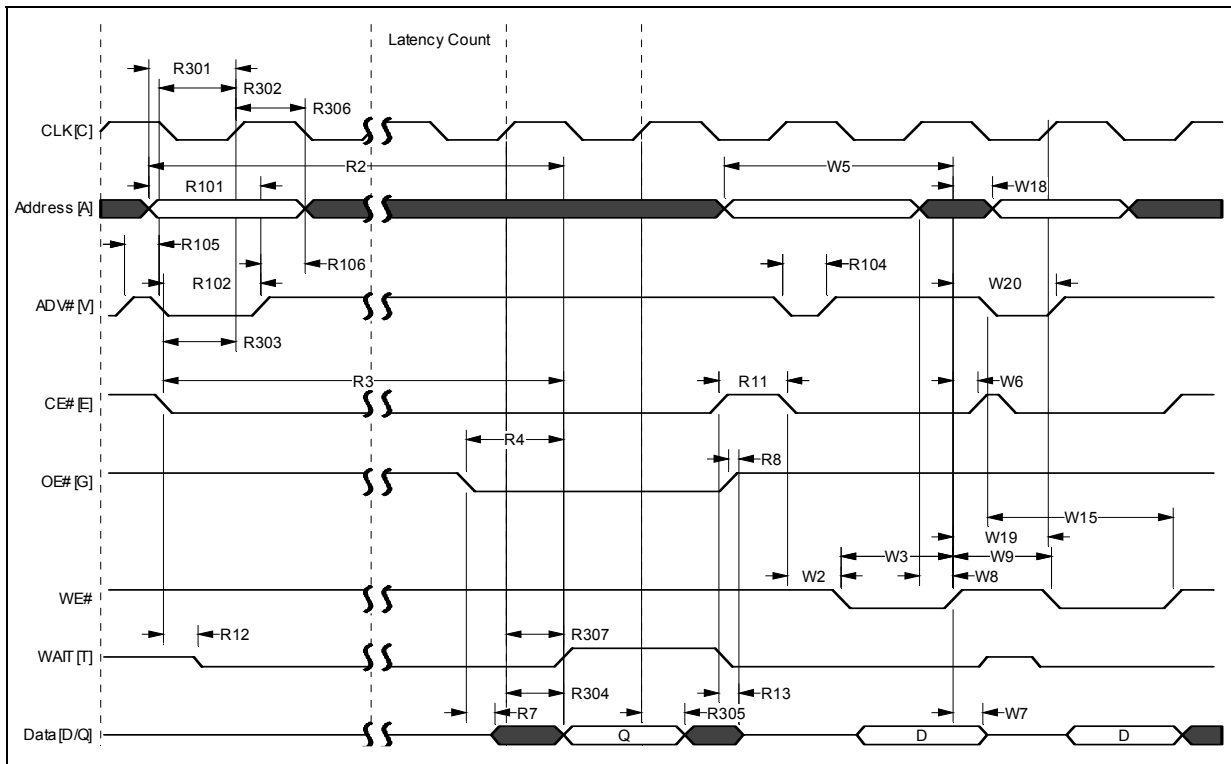 Latency Count
R301
R302
R306
CLK[C]
R2
W5
R101
W18
Address [A]
R105
R106
R102
R104
W20
ADV# [V]
R303
R3
R11
W6
CE# [E]
R4
R8
OE# [G]
W15
W19
W3
W9
W2
W8
WE#
R12
R307
WAIT [T]
R304
R13
R7
R305
W7
Data [D/Q]
Q
D
D